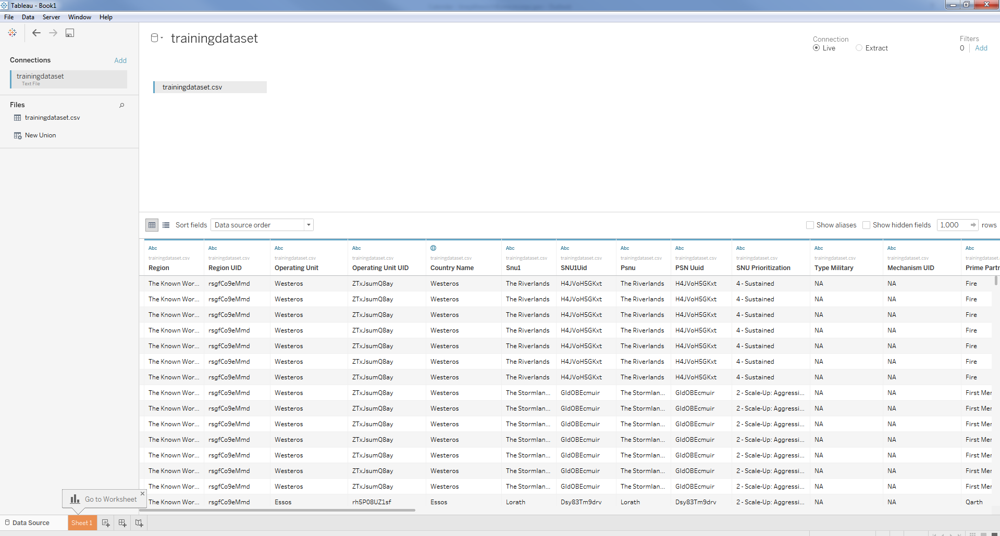 Tableau - Book1
File Data Server Window Help
trainingdataset
Connection
Live Extract
Filters
0 Add
Connections Add
trainingdataset
Text File
trainingdataset.csv
Files
trainingdataset.csv
New Union
Sort fields Data source order Show aliases Show hidden fields 1,000 rows
Abc Abc Abc Abc Abc Abc Abc Abc Abc Abc Abc Abc
trainingdataset.csv trainingdataset.csv trainingdataset.csv trainingdataset.csv trainingdataset.csv trainingdataset.csv trainingdataset.csv trainingdataset.csv trainingdataset.csv trainingdataset.csv trainingdataset.csv trainingdataset.csv trainingdataset.
Region Region UID Operating Unit Operating Unit UID Country Name Snu1 SNU1Uid Psnu PSN Uuid SNU Prioritization Type Military Mechanism UID Prime Partr
The Known Wor... rsgfCo9eMmd Westeros ZTxJsumQ8ay Westeros The Riverlands H4JVoH5GKxt The Riverlands H4JVoH5GKxt 4 - Sustained NA NA Fire
The Known Wor... rsgfCo9eMmd Westeros ZTxJsumQ8ay Westeros The Riverlands H4JVoH5GKxt The Riverlands H4JVoH5GKxt 4 - Sustained NA NA Fire
The Known Wor... rsgfCo9eMmd Westeros ZTxJsumQ8ay Westeros The Riverlands H4JVoH5GKxt The Riverlands H4JVoH5GKxt 4 - Sustained NA NA Fire
The Known Wor... rsgfCo9eMmd Westeros ZTxJsumQ8ay Westeros The Riverlands H4JVoH5GKxt The Riverlands H4JVoH5GKxt 4 - Sustained NA NA Fire
The Known Wor... rsgfCo9eMmd Westeros ZTxJsumQ8ay Westeros The Riverlands H4JVoH5GKxt The Riverlands H4JVoH5GKxt 4 - Sustained NA NA Fire
The Known Wor... rsgfCo9eMmd Westeros ZTxJsumQ8ay Westeros The Riverlands H4JVoH5GKxt The Riverlands H4JVoH5GKxt 4 - Sustained NA NA Fire
The Known Wor... rsgfCo9eMmd Westeros ZTxJsumQ8ay Westeros The Riverlands H4JVoH5GKxt The Riverlands H4JVoH5GKxt 4 - Sustained NA NA Fire
The Known Wor... rsgfCo9eMmd Westeros ZTxJsumQ8ay Westeros The Stormlan... GIdOBEcmuir The Stormlan... GIdOBEcmuir 2 - Scale-Up: Aggressi... NA NA First Mer
The Known Wor... rsgfCo9eMmd Westeros ZTxJsumQ8ay Westeros The Stormlan... GIdOBEcmuir The Stormlan... GIdOBEcmuir 2 - Scale-Up: Aggressi... NA NA First Mer
The Known Wor... rsgfCo9eMmd Westeros ZTxJsumQ8ay Westeros The Stormlan... GIdOBEcmuir The Stormlan... GIdOBEcmuir 2 - Scale-Up: Aggressi... NA NA First Mer
The Known Wor... rsgfCo9eMmd Westeros ZTxJsumQ8ay Westeros The Stormlan... GIdOBEcmuir The Stormlan... GIdOBEcmuir 2 - Scale-Up: Aggressi... NA NA First Mer
The Known Wor... rsgfCo9eMmd Westeros ZTxJsumQ8ay Westeros The Stormlan... GIdOBEcmuir The Stormlan... GIdOBEcmuir 2 - Scale-Up: Aggressi... NA NA First Mer
The Known Wor... rsgfCo9eMmd Westeros ZTxJsumQ8ay Westeros The Stormlan... GIdOBEcmuir The Stormlan... GIdOBEcmuir 2 - Scale-Up: Aggressi... NA NA First Mer
The Known Wor... rsgfCo9eMmd Westeros ZTxJsumQ8ay Westeros The Stormlan... GIdOBEcmuir The Stormlan... GIdOBEcmuir 2 - Scale-Up: Aggressi... NA NA First Mer
The Known Wor... rsgfCo9eMmd Essos rh5P08UZ1sf Essos Lorath Dsy83Tm9drv Lorath Dsy83Tm9drv 2 - Scale-Up: Aggressi... NA NA Qarth
Go to Worksheet
Data Source Sheet 1